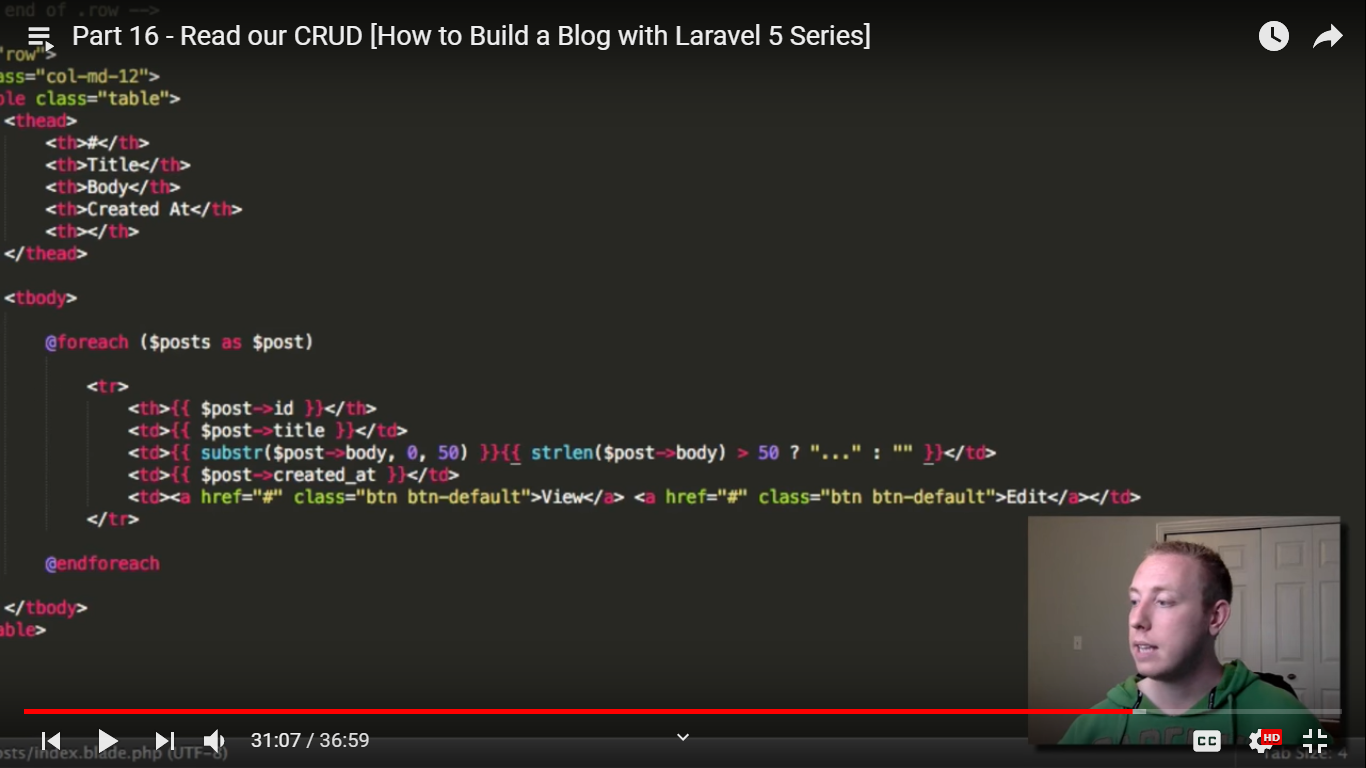 end of .row -->
Part 16 - Read our CRUD [How to Build a Blog with Laravel 5 Series]
"row">
ass="col-md-12">
ble class="table">
<thead>
<th>#</th>
<th>Title</th>
<th>Body</th>
<th>Created At</th>
<th></th>
</thead>
<tbody>
@foreach ($posts as $post)
<tr>
<th>{{ $post->id }}</th>
<td>{{ $post->title }}</td>
<td>{{ substr($post->body, 0, 50) }}{{ strlen($post->body) > 50 ? "..." : "" }}</td>
<td>{{ $post->created_at }}</td>
<td><a href="#" class="btn btn-default">View</a> <a href="#" class="btn btn-default">Edit</a></td>
</tr>
@endforeach
</tbody>
able>
31:07 / 36:59
CC
HD
sts/index.blade.php (UTF-8)
Tab Size: 4